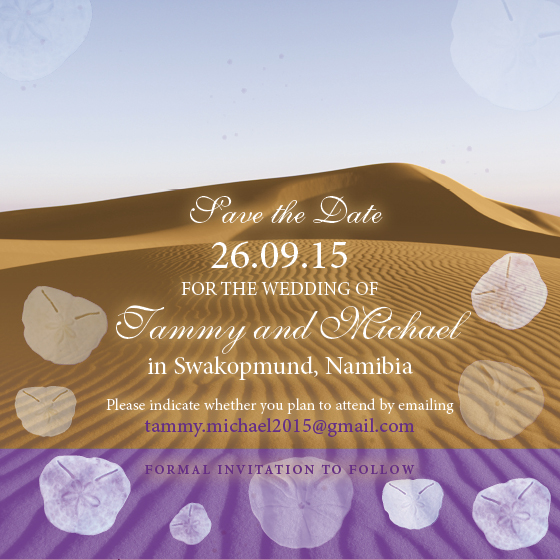 Save the Date
26.09.15
FOR THE WEDDING OF
Tammy and Michael
in Swakopmund, Namibia
Please indicate whether you plan to attend by emailing
tammy.michael2015@gmail.com
FORMAL INVITATION TO FOLLOW